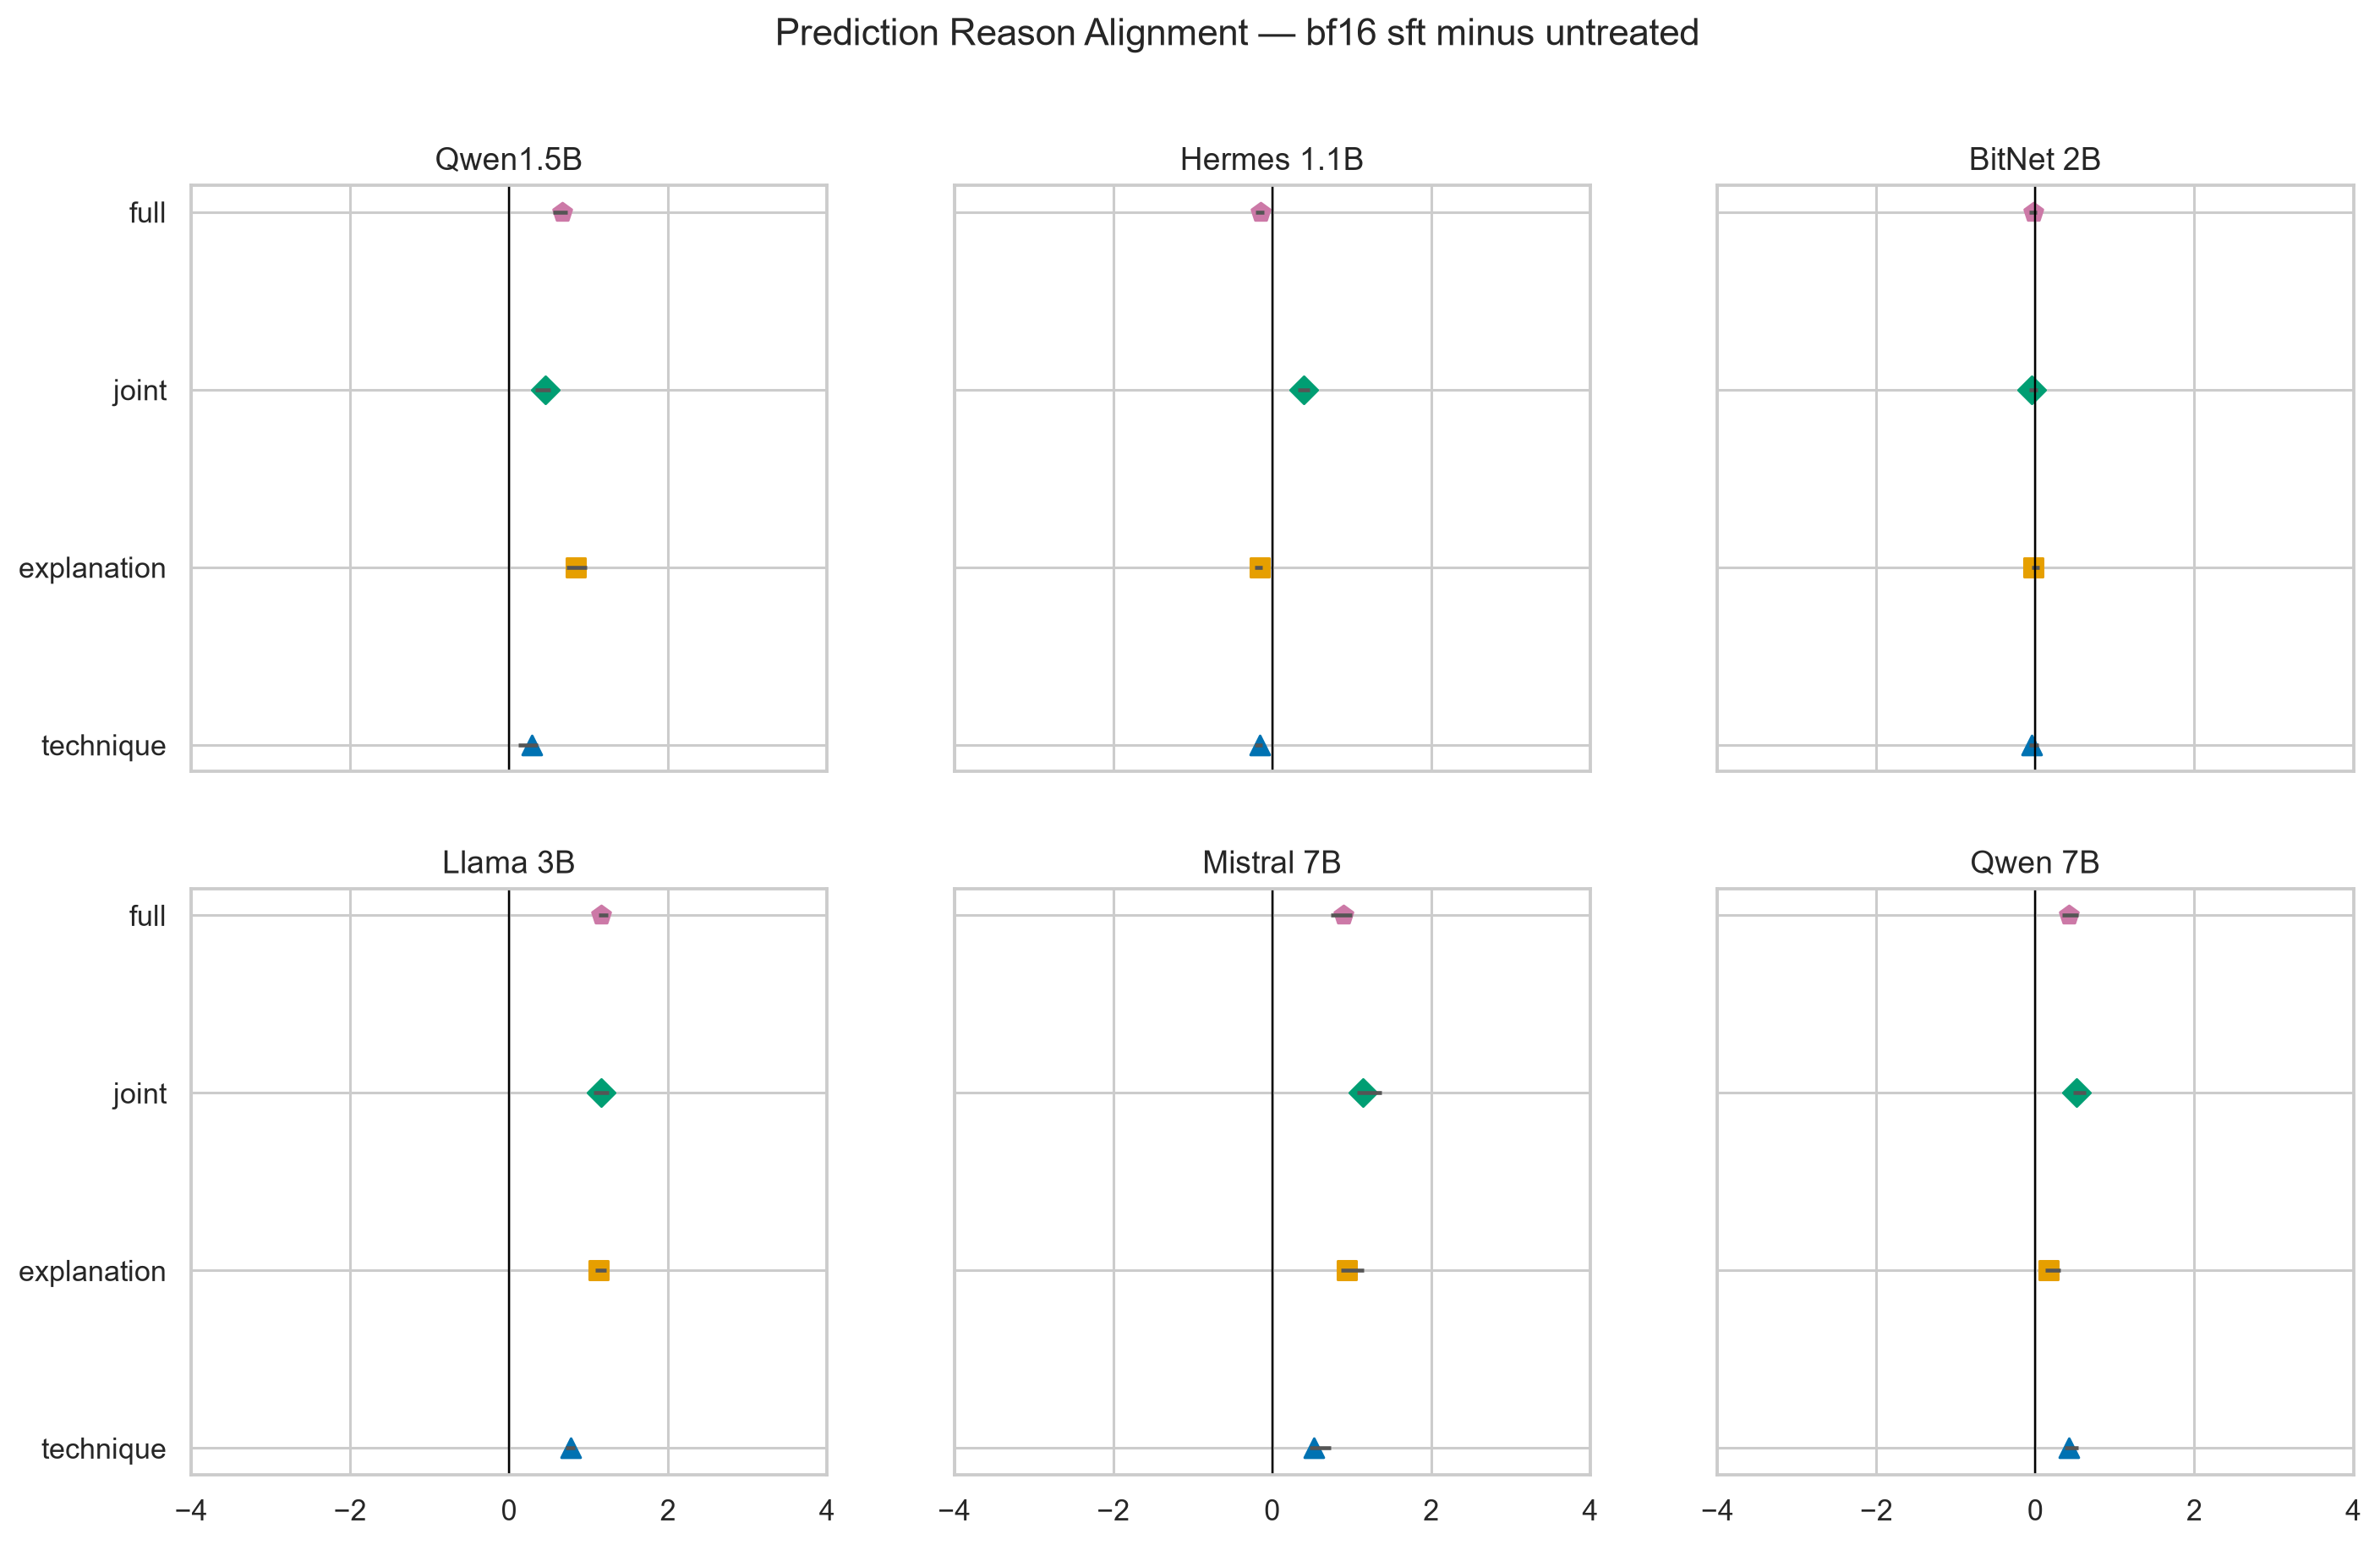 Prediction Reason Alignment — bf16 sft minus untreated
Qwen1.5B
Hermes 1.1B
BitNet 2B
full
joint
explanation
technique
Llama 3B
Mistral 7B
Qwen 7B
full
joint
explanation
technique
−4 −2 0 2 4
−4 −2 0 2 4
−4 −2 0 2 4